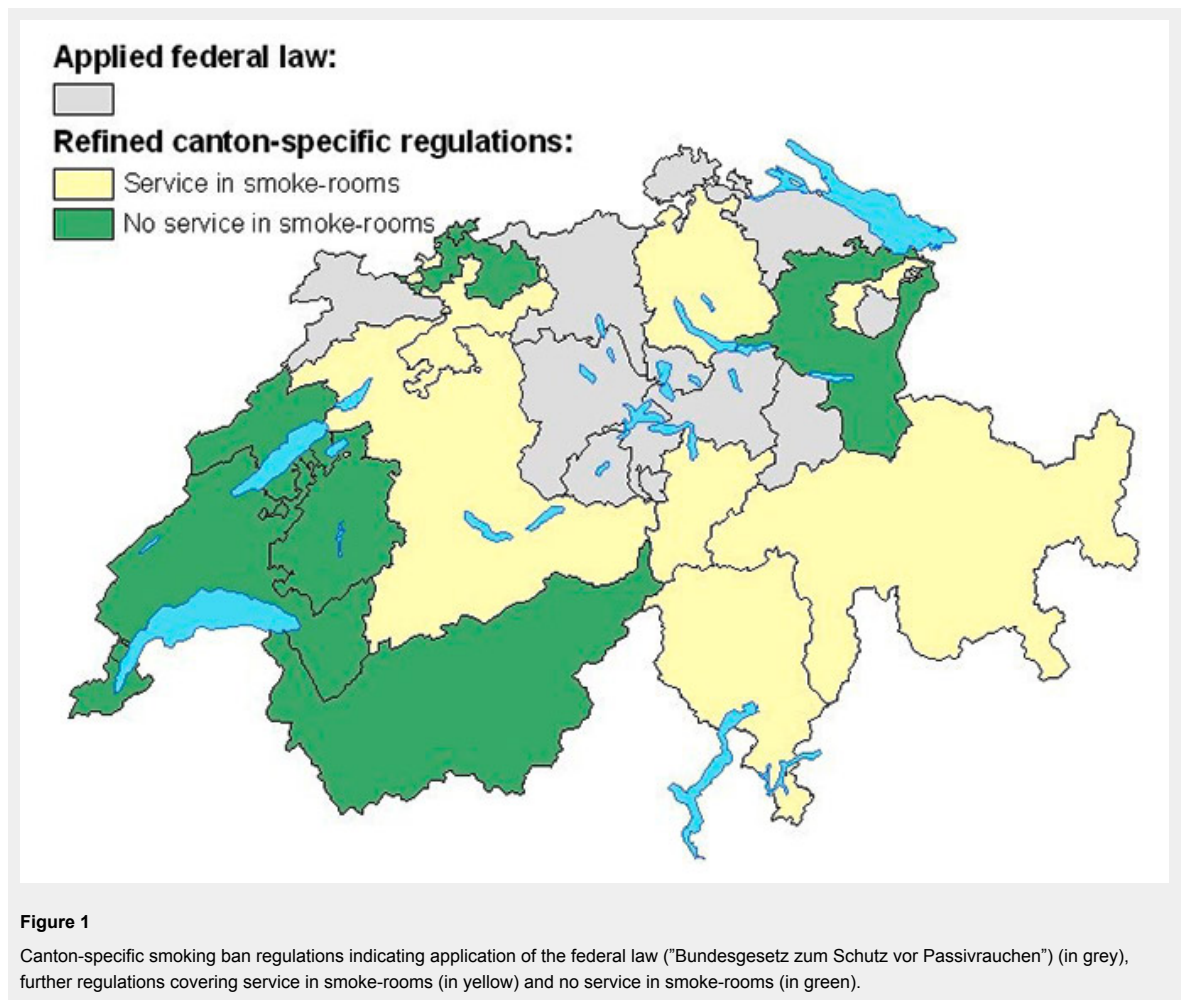 Applied federal law:
Refined canton-specific regulations:
Service in smoke-rooms
No service in smoke-rooms
Figure 1
Canton-specific smoking ban regulations indicating application of the federal law ("Bundesgesetz zum Schutz vor Passivrauchen") (in grey),
further regulations covering service in smoke-rooms (in yellow) and no service in smoke-rooms (in green).